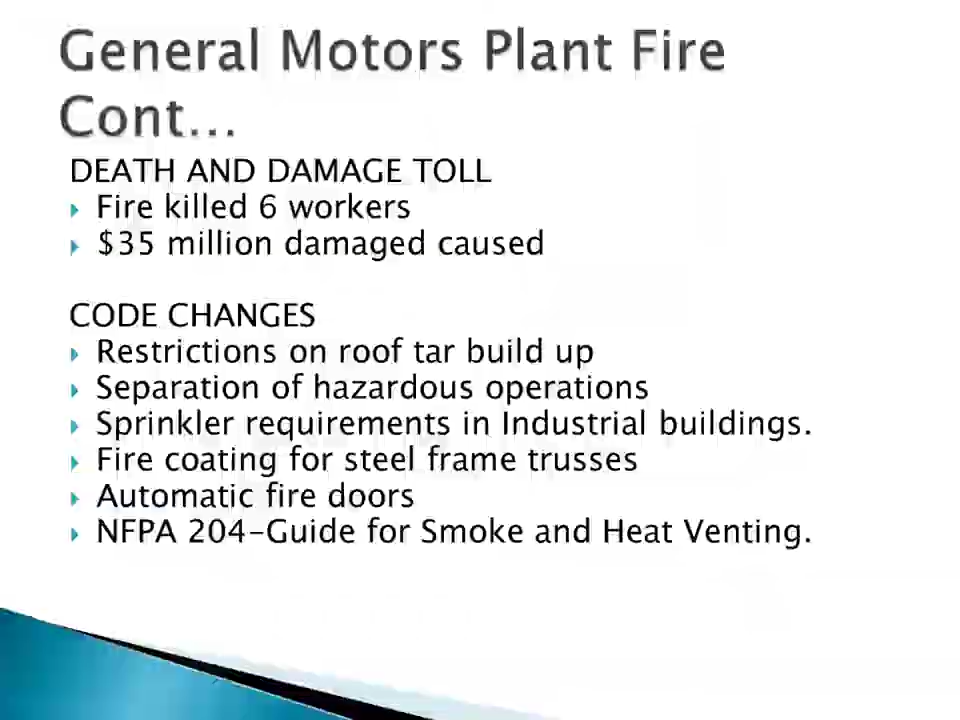 General Motors Plant Fire
Cont...
DEATH AND DAMAGE TOLL
Fire killed 6 workers
$35 million damaged caused
CODE CHANGES
Restrictions on roof tar build up
Separation of hazardous operations
Sprinkler requirements in Industrial buildings.
Fire coating for steel frame trusses
Automatic fire doors
NFPA 204-Guide for Smoke and Heat Venting.